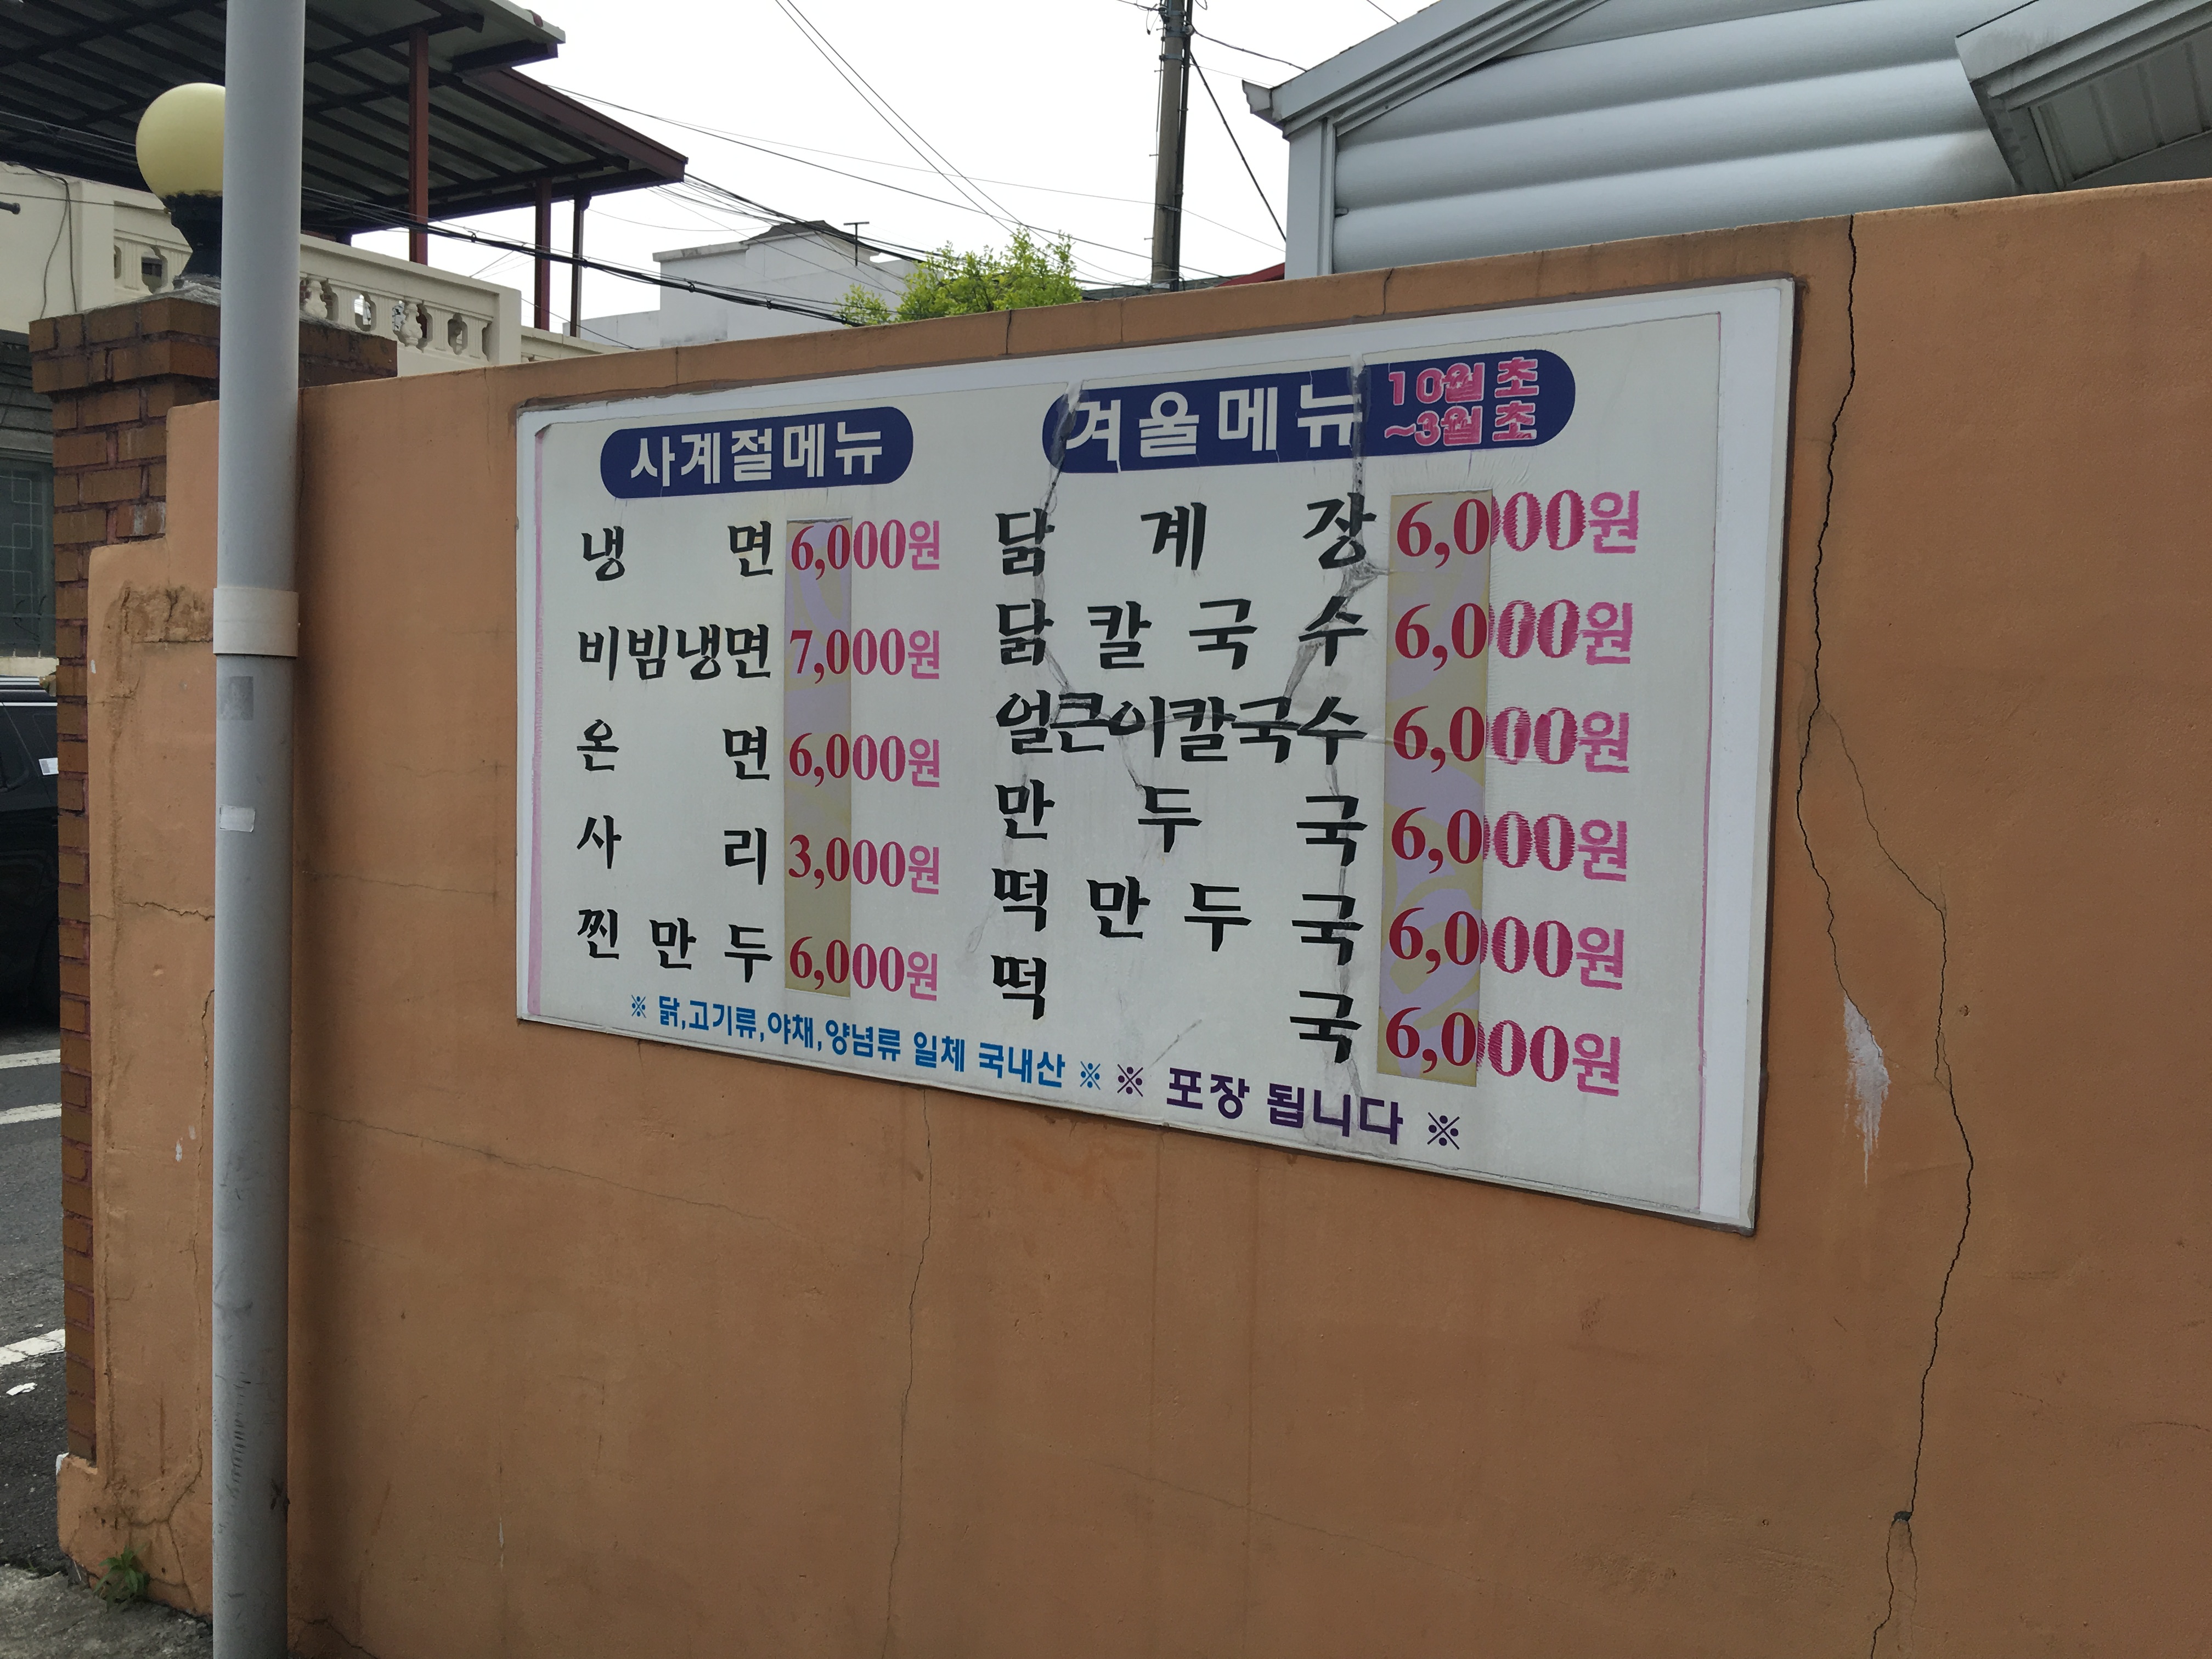 사계절메뉴
냉 면 6,000원
비빔냉면 7,000원
온 면 6,000원
사 리 3,000원
찐 만 두 6,000원
※ 닭,고기류,야채,양념류 일체 국내산 ※
겨울메뉴 10월 초
~3월 초
닭 계 장 6,000원
닭 칼 국 수 6,000원
얼큰이칼국수 6,000원
만 두 국 6,000원
떡 만 두 국 6,000원
떡 국 6,000원
※ 포장 됩니다 ※